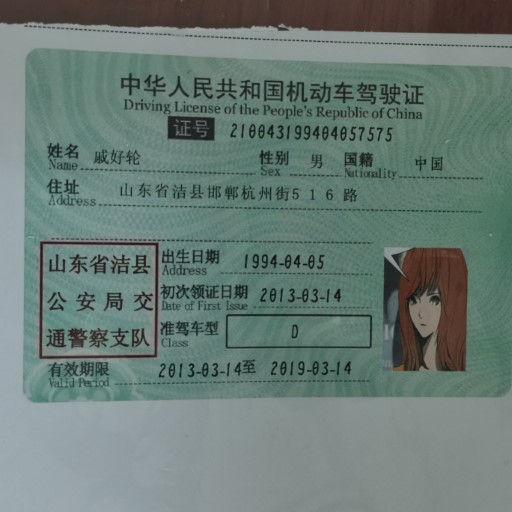 中华人民共和国机动车驾驶证
Driving License of the People's Republic of China
证号 210043199404057575
姓名 戚好轮 性别 男 国籍 中国
Name Sex Nationality
住址 山东省洁县邯郸杭州街516路
Address
山东省洁县
公安局交
通警察支队
出生日期 1994-04-05
Address
初次领证日期 2013-03-14
Date of First Issue
准驾车型 D
Class
有效期限 2013-03-14至 2019-03-14
Valid Period